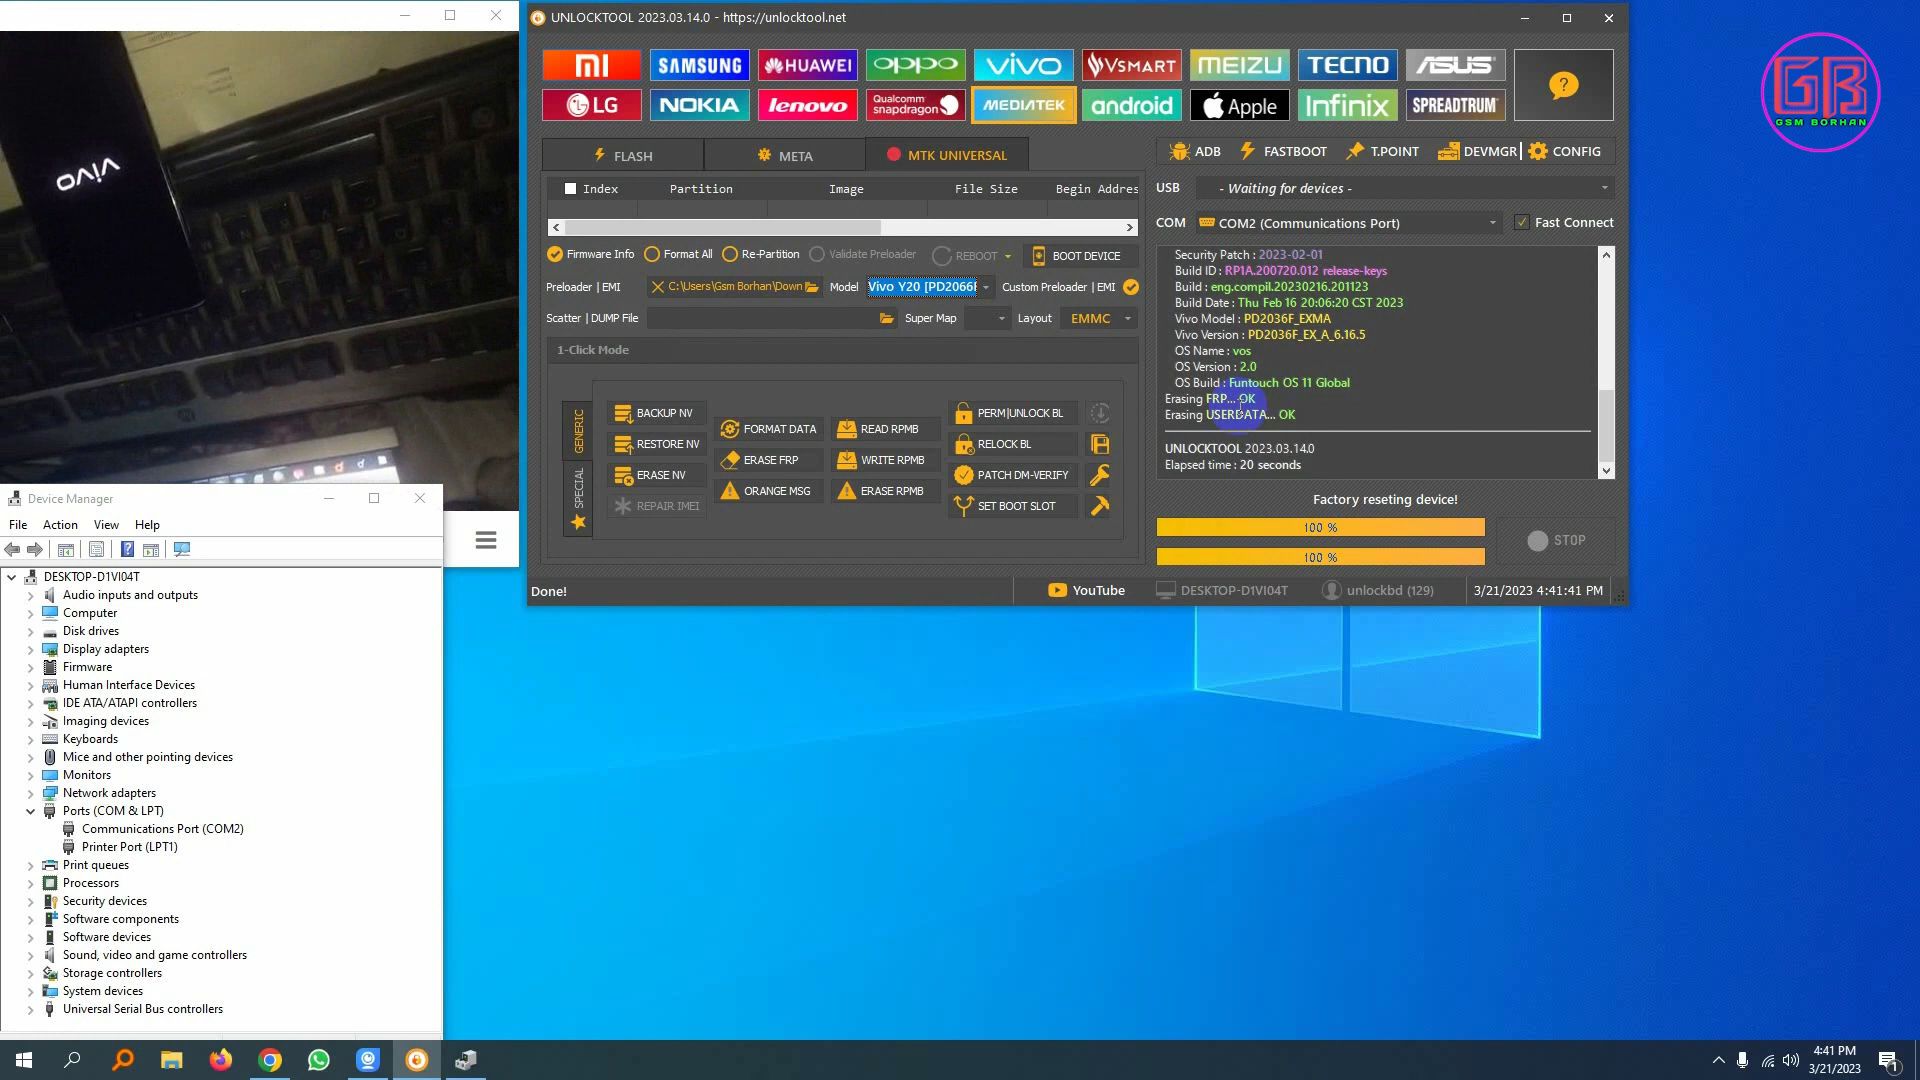 vivo
UNLOCKTOOL 2023.03.14.0 - https://unlocktool.net
mi
SAMSUNG
HUAWEI
oppo
vivo
VSMART
MEIZU
TECNO
ASUS
LG
NOKIA
lenovo
Qualcomm snapdragon
MEDIATEK
android
Apple
Infinix
SPREADTRUM
?
GB
GSM BORHAN
FLASH
META
MTK UNIVERSAL
ADB
FASTBOOT
T.POINT
DEVMGR
CONFIG
Index Partition Image File Size Begin Addres
USB - Waiting for devices -
COM COM2 (Communications Port) Fast Connect
Firmware Info Format All Re-Partition Validate Preloader REBOOT BOOT DEVICE
Preloader | EMI C:\Users\Gsm Borhan\Down Model Vivo Y20 [PD2066F Custom Preloader | EMI
Scatter | DUMP File Super Map Layout EMMC
1-Click Mode
GENERIC
SPECIAL
BACKUP NV
RESTORE NV
ERASE NV
REPAIR IMEI
FORMAT DATA
ERASE FRP
ORANGE MSG
READ RPMB
WRITE RPMB
ERASE RPMB
PERM|UNLOCK BL
RELOCK BL
PATCH DM-VERIFY
SET BOOT SLOT
Security Patch : 2023-02-01
Build ID : RP1A.200720.012 release-keys
Build : eng.compil.20230216.201123
Build Date : Thu Feb 16 20:06:20 CST 2023
Vivo Model : PD2036F_EXMA
Vivo Version : PD2036F_EX_A_6.16.5
OS Name : vos
OS Version : 2.0
OS Build : Funtouch OS 11 Global
Erasing FRP... OK
Erasing USERDATA... OK
UNLOCKTOOL 2023.03.14.0
Elapsed time : 20 seconds
Factory reseting device!
100 %
100 %
STOP
Done!
YouTube
DESKTOP-D1VI04T
unlockbd (129)
3/21/2023 4:41:41 PM
Device Manager
File Action View Help
DESKTOP-D1VI04T
Audio inputs and outputs
Computer
Disk drives
Display adapters
Firmware
Human Interface Devices
IDE ATA/ATAPI controllers
Imaging devices
Keyboards
Mice and other pointing devices
Monitors
Network adapters
Ports (COM & LPT)
Communications Port (COM2)
Printer Port (LPT1)
Print queues
Processors
Security devices
Software components
Software devices
Sound, video and game controllers
Storage controllers
System devices
Universal Serial Bus controllers
4:41 PM
3/21/2023
1